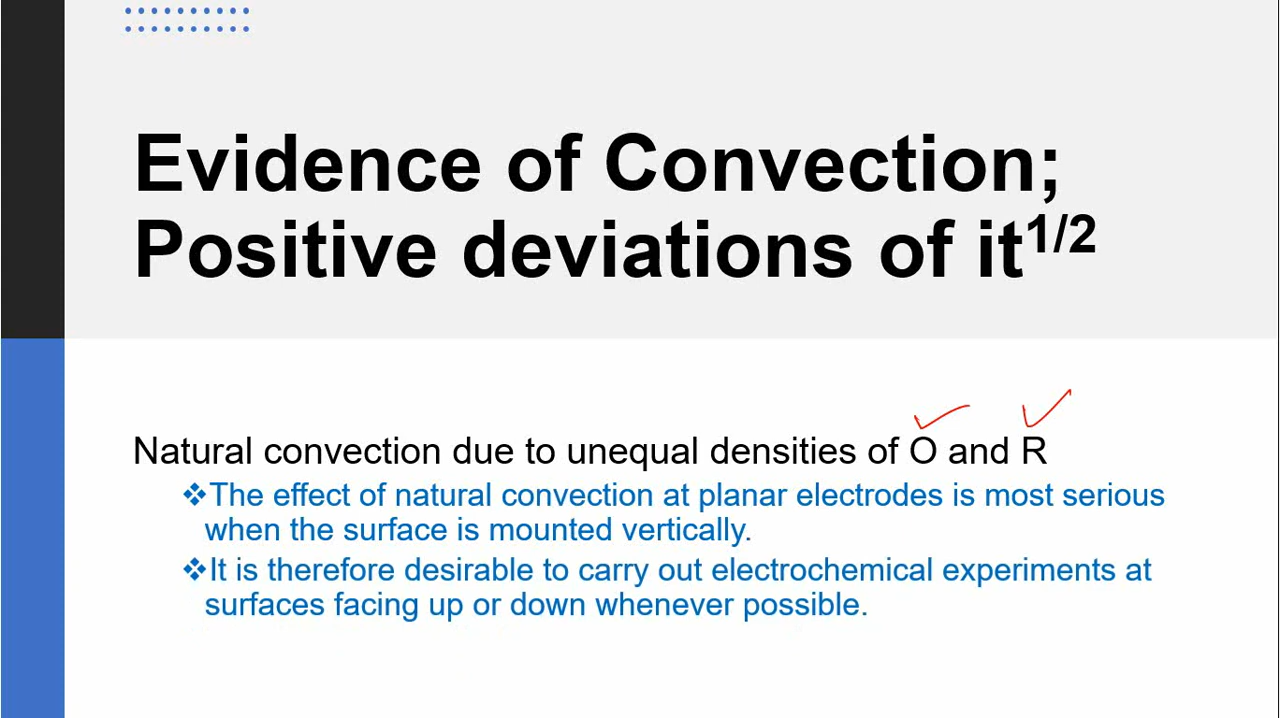 Evidence of Convection;
Positive deviations of it^1/2
Natural convection due to unequal densities of O and R
❖The effect of natural convection at planar electrodes is most serious
when the surface is mounted vertically.
❖It is therefore desirable to carry out electrochemical experiments at
surfaces facing up or down whenever possible.